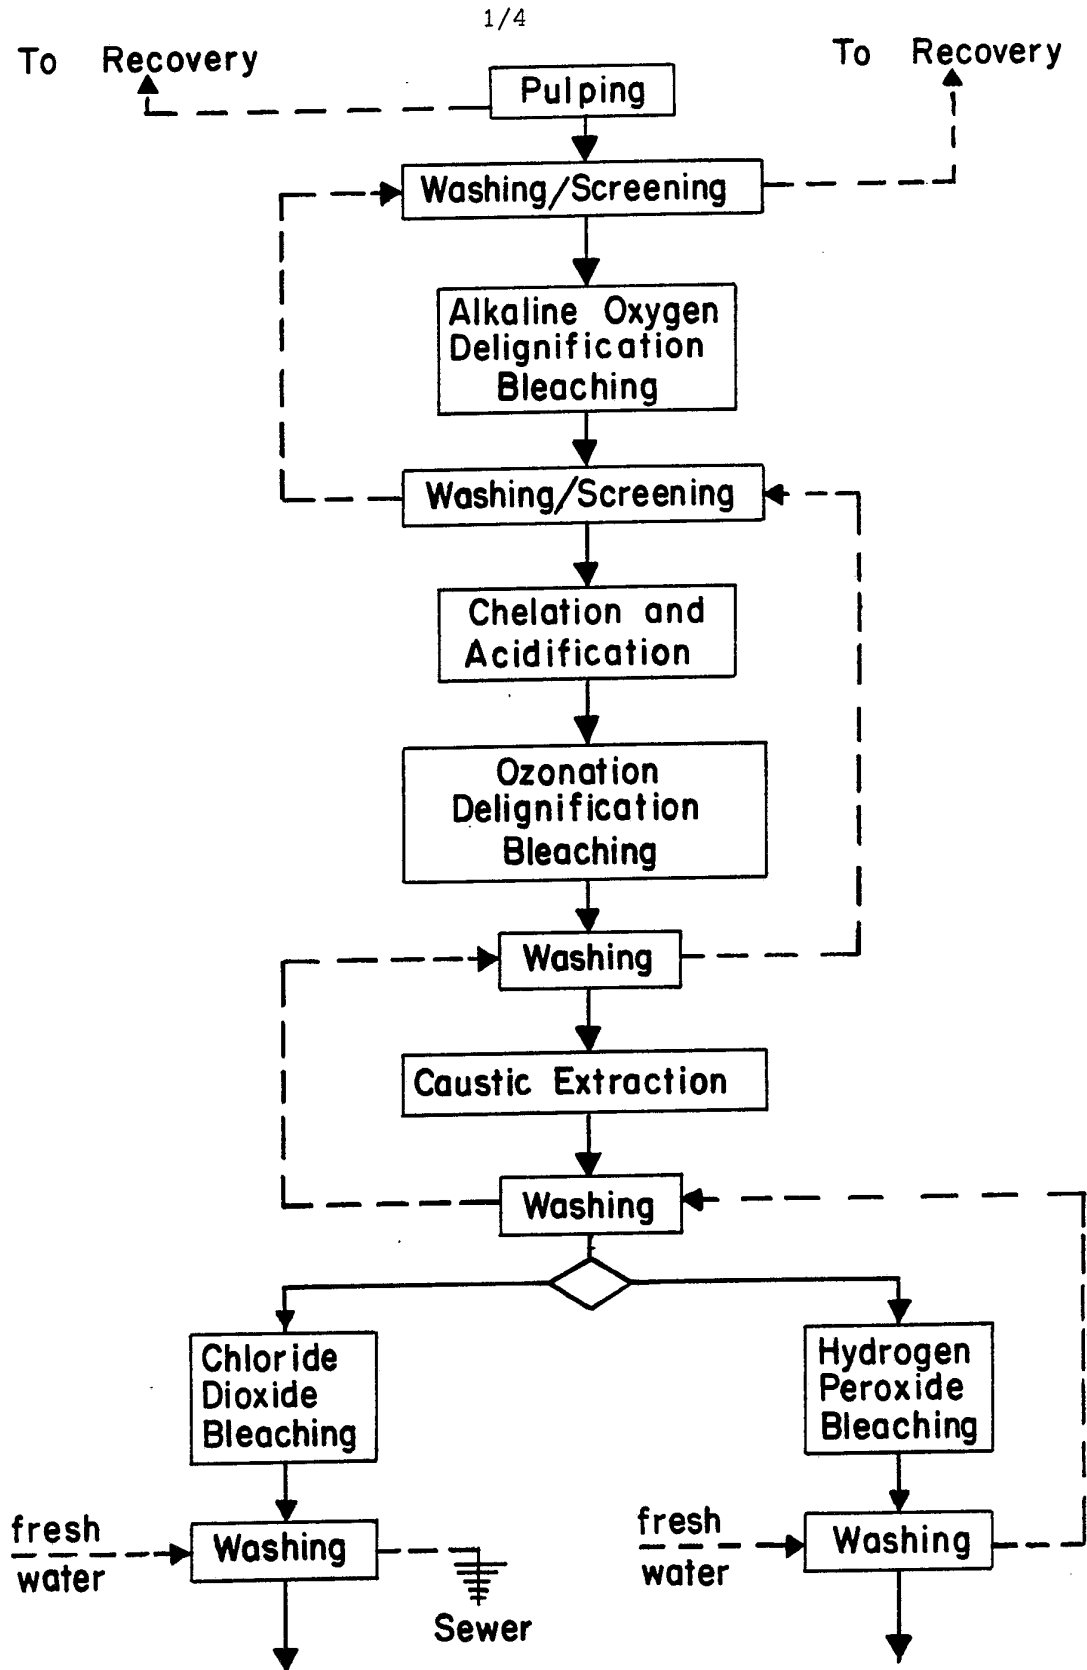 1/4
To Recovery
To Recovery
Pulping
Washing/Screening
Alkaline Oxygen
Delignification
Bleaching
Washing/Screening
Chelation and
Acidification
Ozonation
Delignification
Bleaching
Washing
Caustic Extraction
Washing
Chloride
Dioxide
Bleaching
Hydrogen
Peroxide
Bleaching
fresh
water
Washing
Sewer
fresh
water
Washing